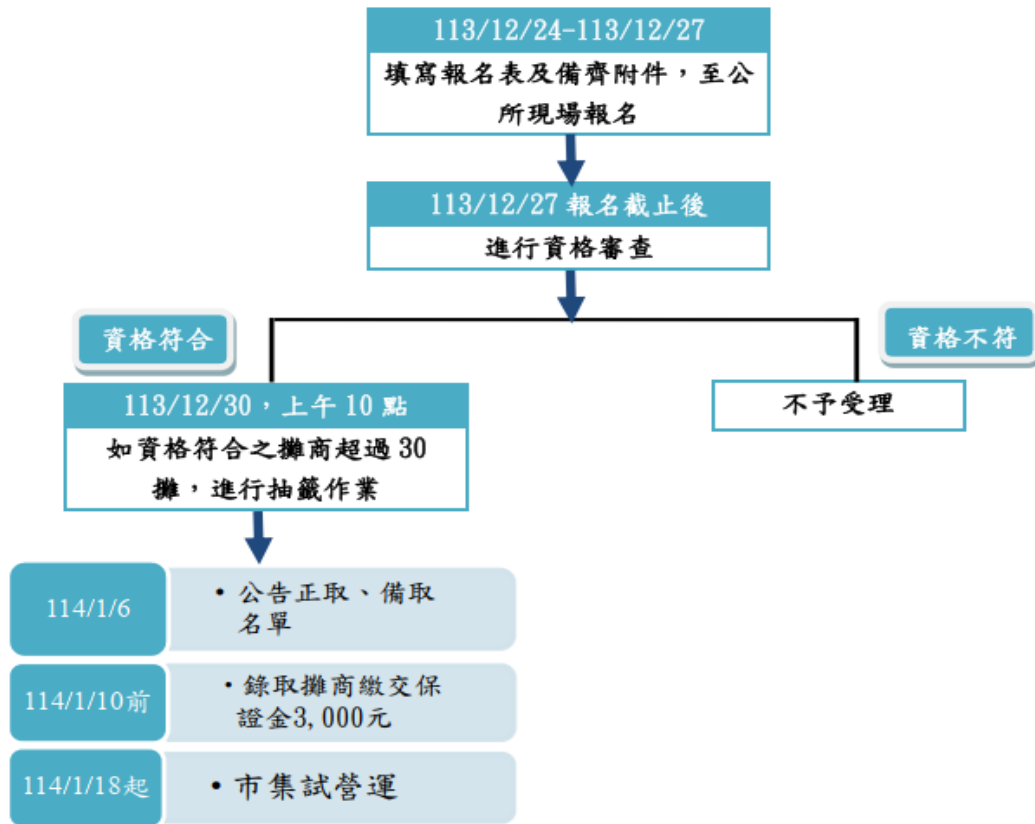 113/12/24-113/12/27
填寫報名表及備齊附件，至公
所現場報名
113/12/27 報名截止後
進行資格審查
資格符合
資格不符
113/12/30，上午 10 點
如資格符合之攤商超過 30
攤，進行抽籤作業
不予受理
114/1/6
•公告正取、備取
名單
114/1/10前
•錄取攤商繳交保
證金3,000元
114/1/18起
•市集試營運